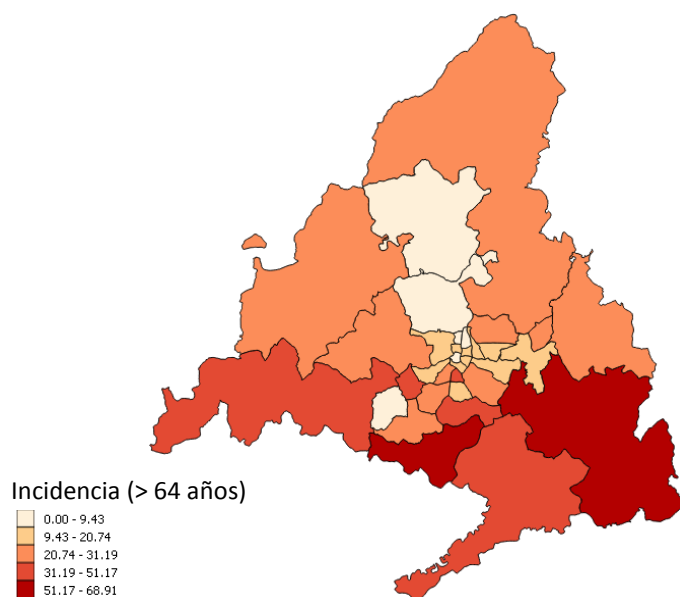 Incidencia (> 64 años)
0.00 - 9.43
9.43 - 20.74
20.74 - 31.19
31.19 - 51.17
51.17 - 68.91